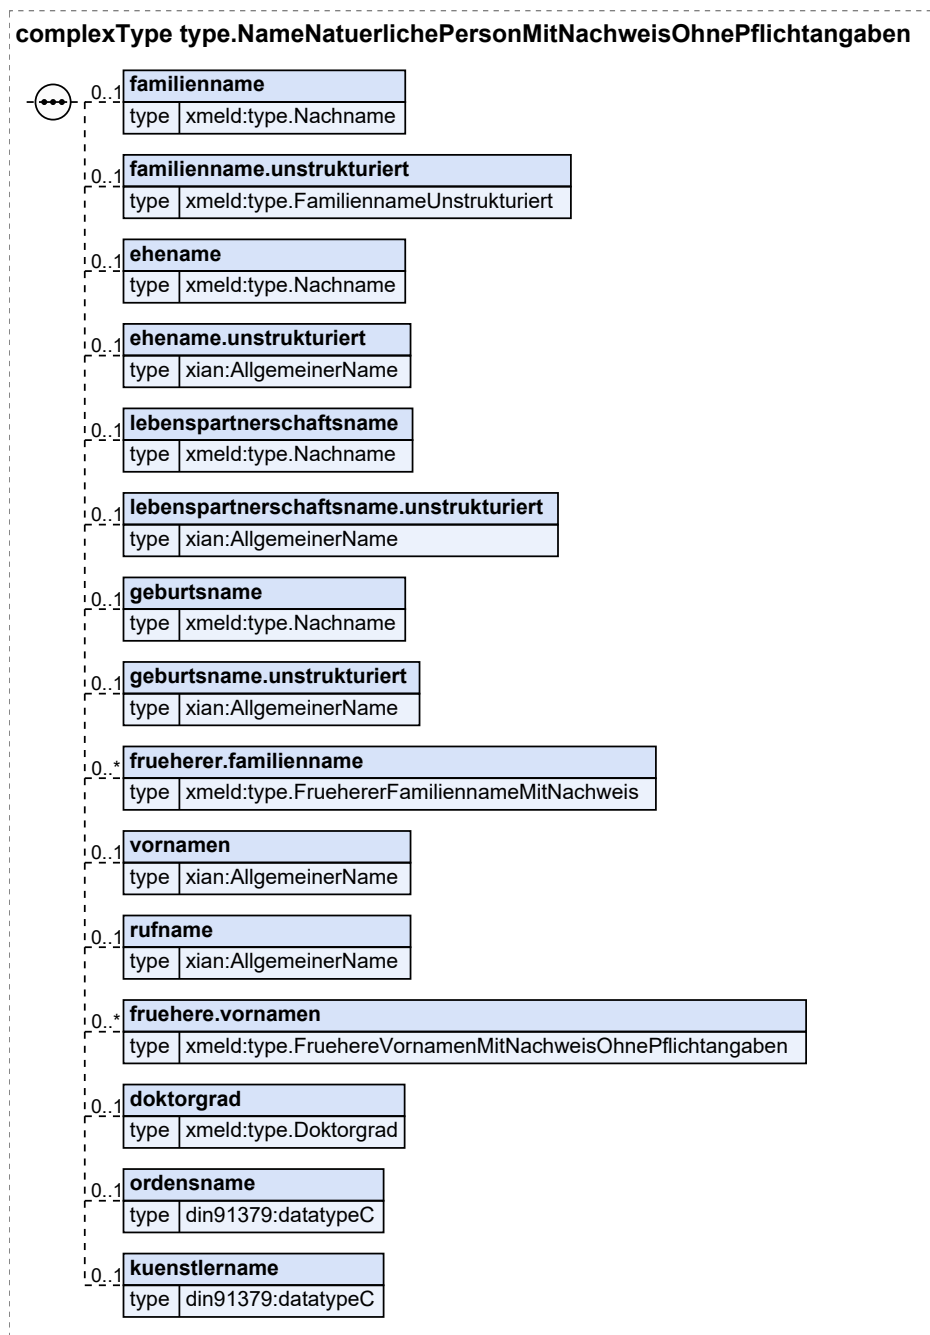 complexType type.NameNatuerlichePersonMitNachweisOhnePflichtangaben
0..1 familienname
type xmeld:type.Nachname
0..1 familienname.unstrukturiert
type xmeld:type.FamiliennameUnstrukturiert
0..1 ehename
type xmeld:type.Nachname
0..1 ehename.unstrukturiert
type xian:AllgemeinerName
0..1 lebenspartnerschaftsname
type xmeld:type.Nachname
0..1 lebenspartnerschaftsname.unstrukturiert
type xian:AllgemeinerName
0..1 geburtsname
type xmeld:type.Nachname
0..1 geburtsname.unstrukturiert
type xian:AllgemeinerName
0..* frueherer.familienname
type xmeld:type.FruehererFamiliennameMitNachweis
0..1 vornamen
type xian:AllgemeinerName
0..1 rufname
type xian:AllgemeinerName
0..* fruehere.vornamen
type xmeld:type.FruehereVornamenMitNachweisOhnePflichtangaben
0..1 doktorgrad
type xmeld:type.Doktorgrad
0..1 ordensname
type din91379:datatypeC
0..1 kuenstlername
type din91379:datatypeC